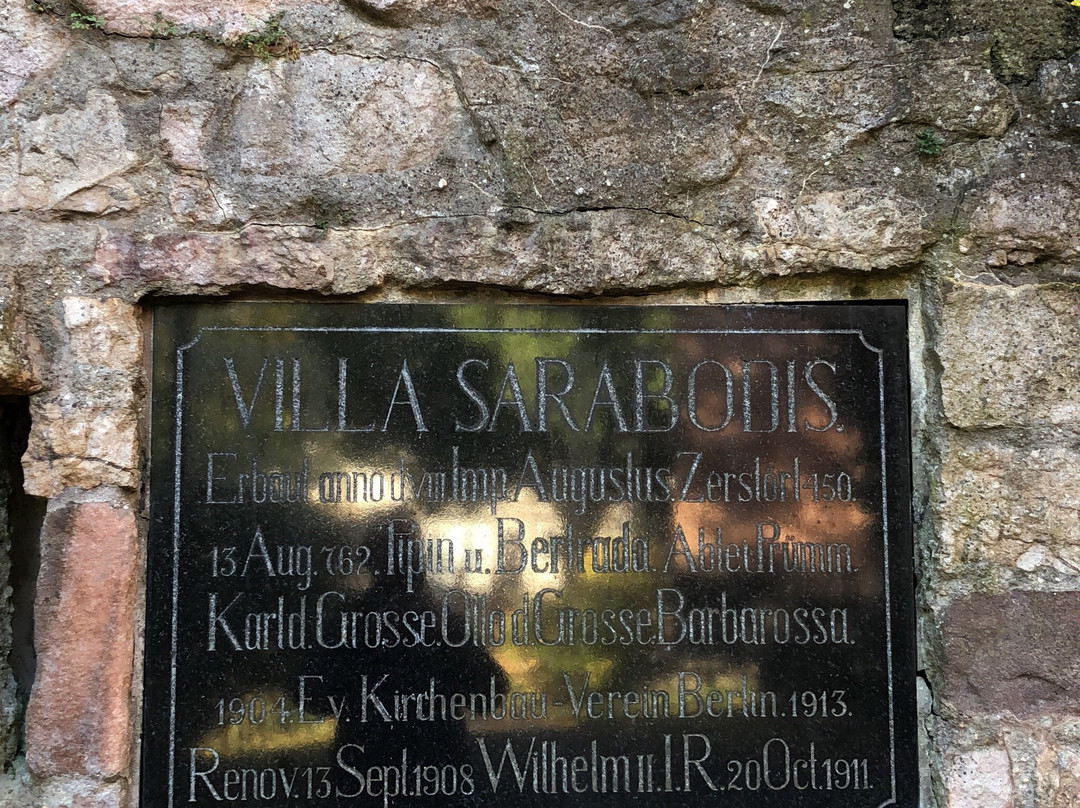 VILLA SARABODIS.
Erbaut anno d.viii Imp. Augustus. Zerstört 450.
13 Aug. 762. Pipin u. Bertrada. Abtei Prümm.
Karl d. Grosse. Otto d. Grosse. Barbarossa.
1904. Ev. Kirchenbau-Verein Berlin. 1913.
Renov. 13 Sept. 1908 Wilhelm II. I. R. 20 Oct. 1911.